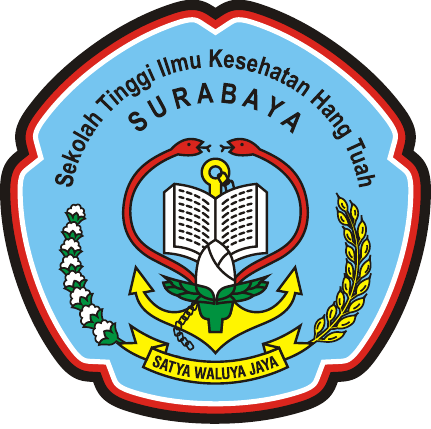 Sekolah Tinggi Ilmu Kesehatan Hang Tuah
SURABAYA
SATYA WALUYA JAYA